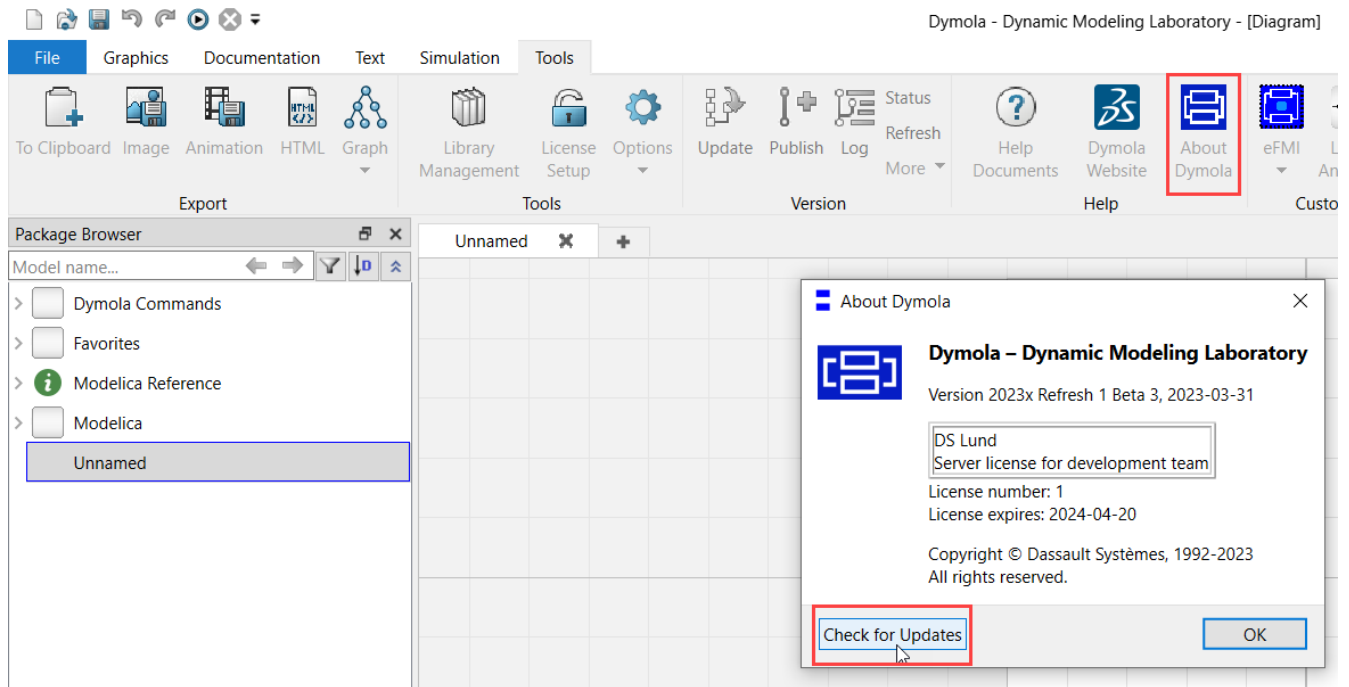 Dymola - Dynamic Modeling Laboratory - [Diagram]
File Graphics Documentation Text Simulation Tools
To Clipboard Image Animation HTML Graph
Export
Library Management License Setup Options
Tools
Update Publish Log
Status
Refresh
More
Version
Help Documents Dymola Website About Dymola
Help
eFMI
Custo
Package Browser
Model name...
Dymola Commands
Favorites
Modelica Reference
Modelica
Unnamed
Unnamed
About Dymola
Dymola – Dynamic Modeling Laboratory
Version 2023x Refresh 1 Beta 3, 2023-03-31
DS Lund
Server license for development team
License number: 1
License expires: 2024-04-20
Copyright © Dassault Systèmes, 1992-2023
All rights reserved.
Check for Updates OK